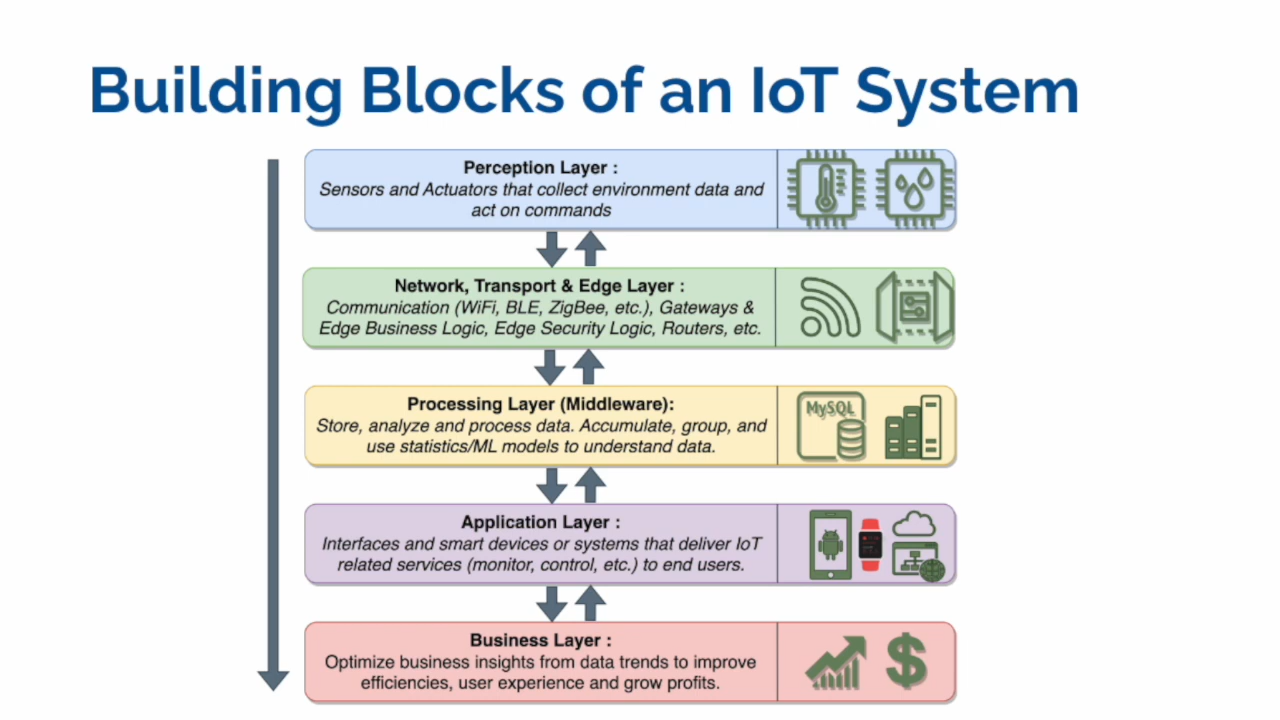 Building Blocks of an IoT System
Perception Layer :
Sensors and Actuators that collect environment data and
act on commands
Network, Transport & Edge Layer :
Communication (WiFi, BLE, ZigBee, etc.), Gateways &
Edge Business Logic, Edge Security Logic, Routers, etc.
Processing Layer (Middleware):
Store, analyze and process data. Accumulate, group, and
use statistics/ML models to understand data.
MySQL
Application Layer :
Interfaces and smart devices or systems that deliver IoT
related services (monitor, control, etc.) to end users.
Business Layer :
Optimize business insights from data trends to improve
efficiencies, user experience and grow profits.
$